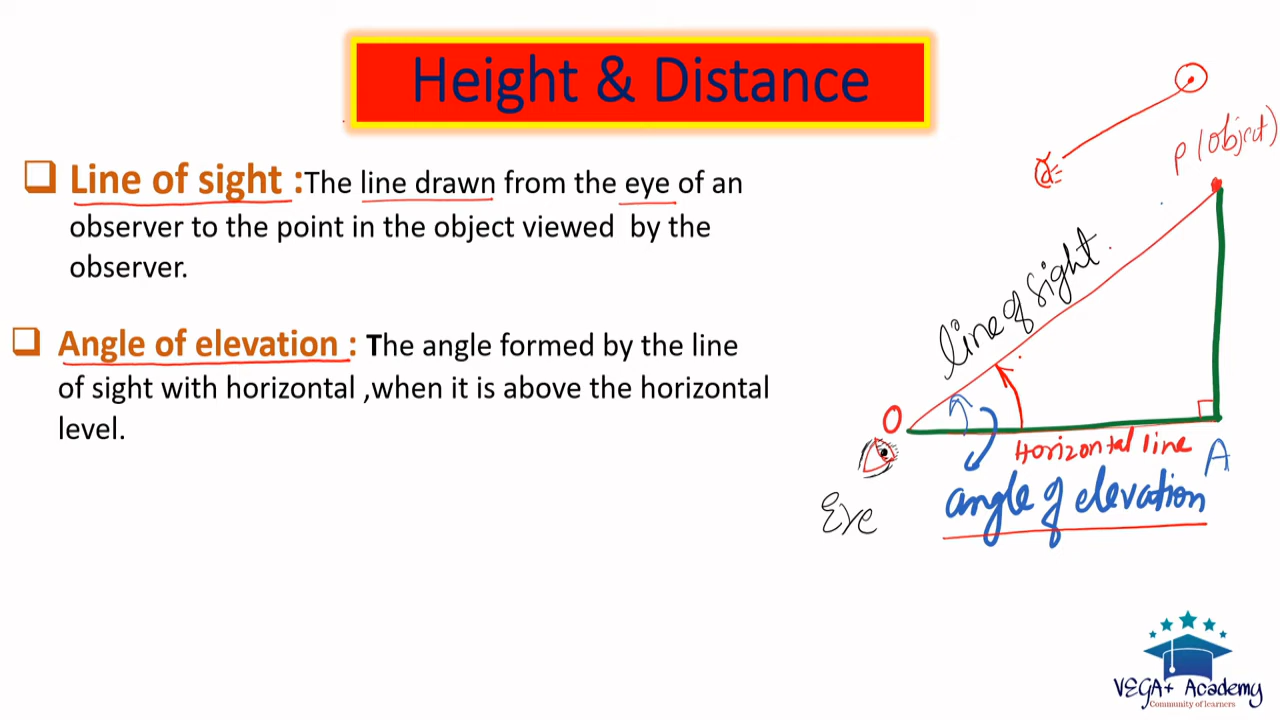 Height & Distance
❑ Line of sight :The line drawn from the eye of an
observer to the point in the object viewed by the
observer.
❑ Angle of elevation : The angle formed by the line
of sight with horizontal ,when it is above the horizontal
level.
P (object)
line of sight.
O
Horizontal line
A
angle of elevation
Eye
VEGA+ Academy
Community of learners